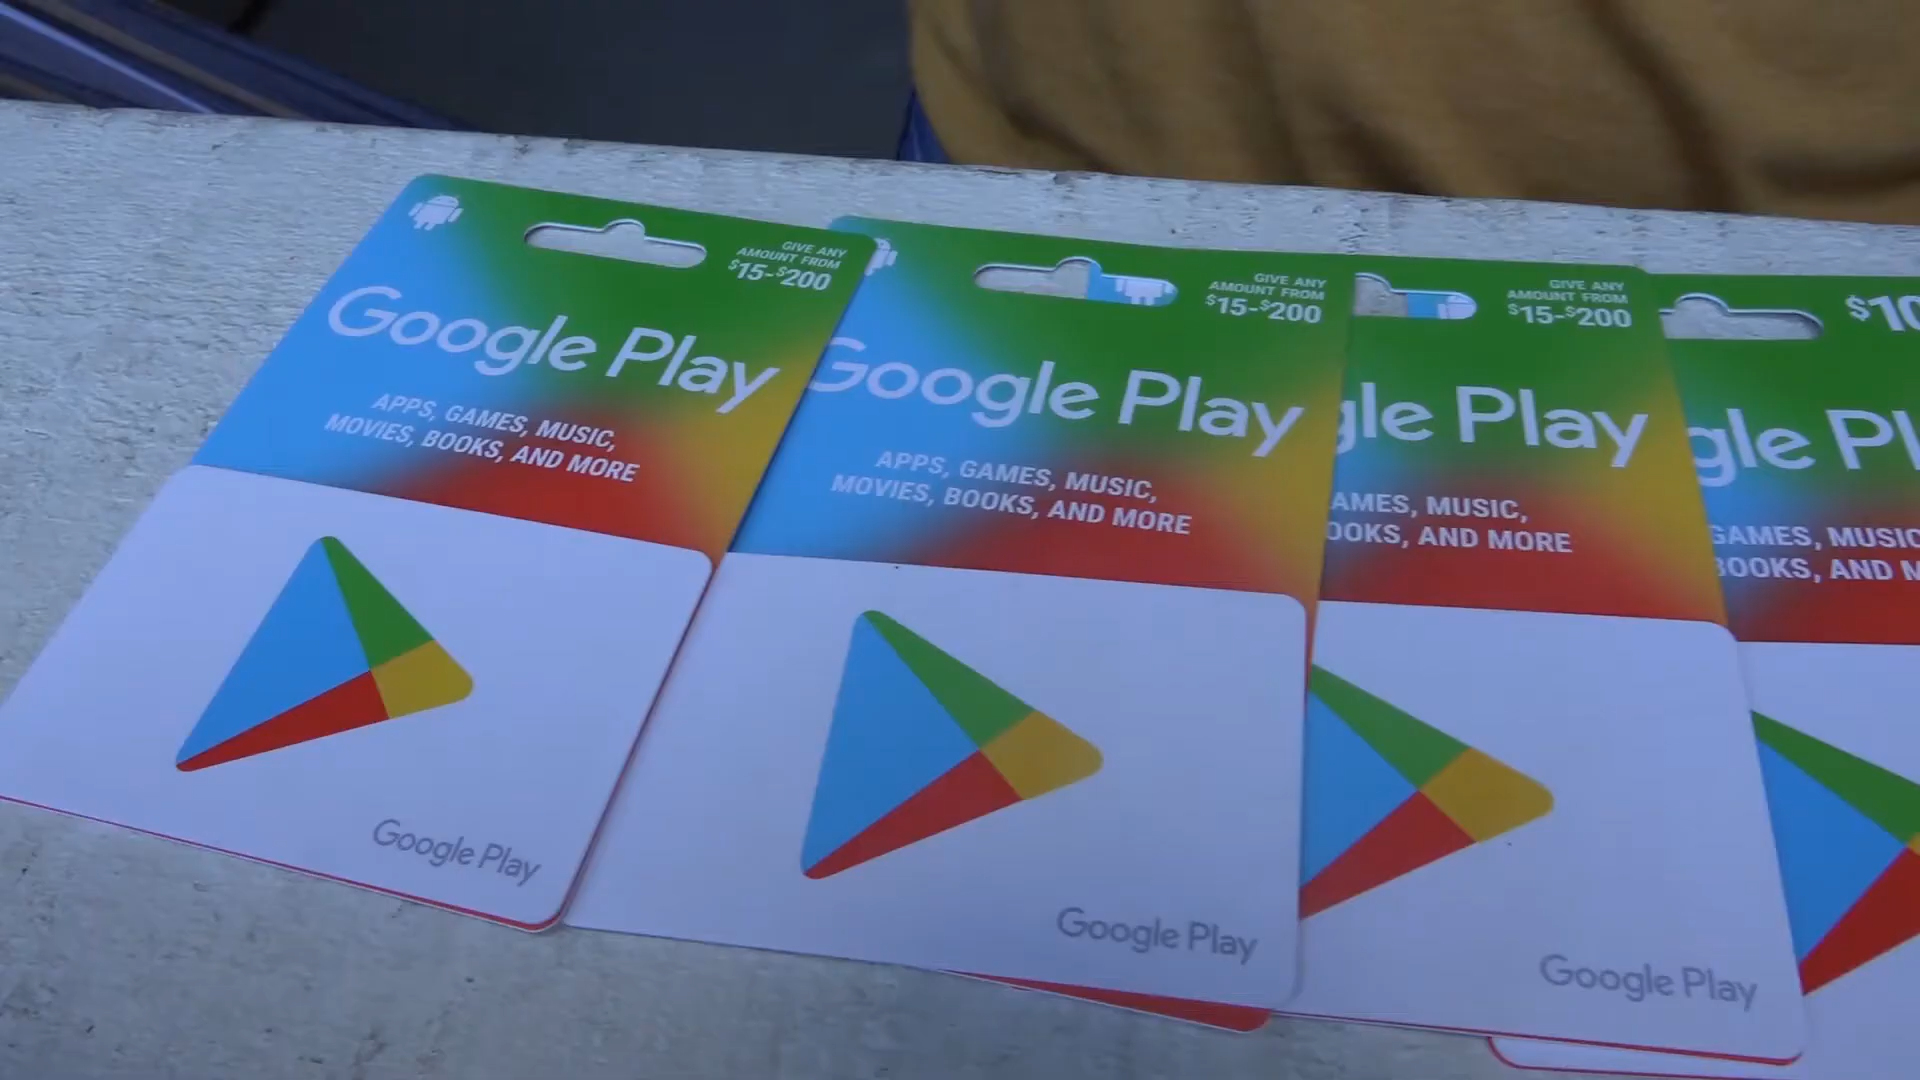 GIVE ANY
AMOUNT FROM
$15-$200
Google Play
APPS, GAMES, MUSIC,
MOVIES, BOOKS, AND MORE
Google Play
GIVE ANY
AMOUNT FROM
$15-$200
Google Play
APPS, GAMES, MUSIC,
MOVIES, BOOKS, AND MORE
Google Play
GIVE ANY
AMOUNT FROM
$15-$200
gle Play
AMES, MUSIC,
OOKS, AND MORE
Google Play
$10
gle Pl
GAMES, MUSIC
BOOKS, AND M